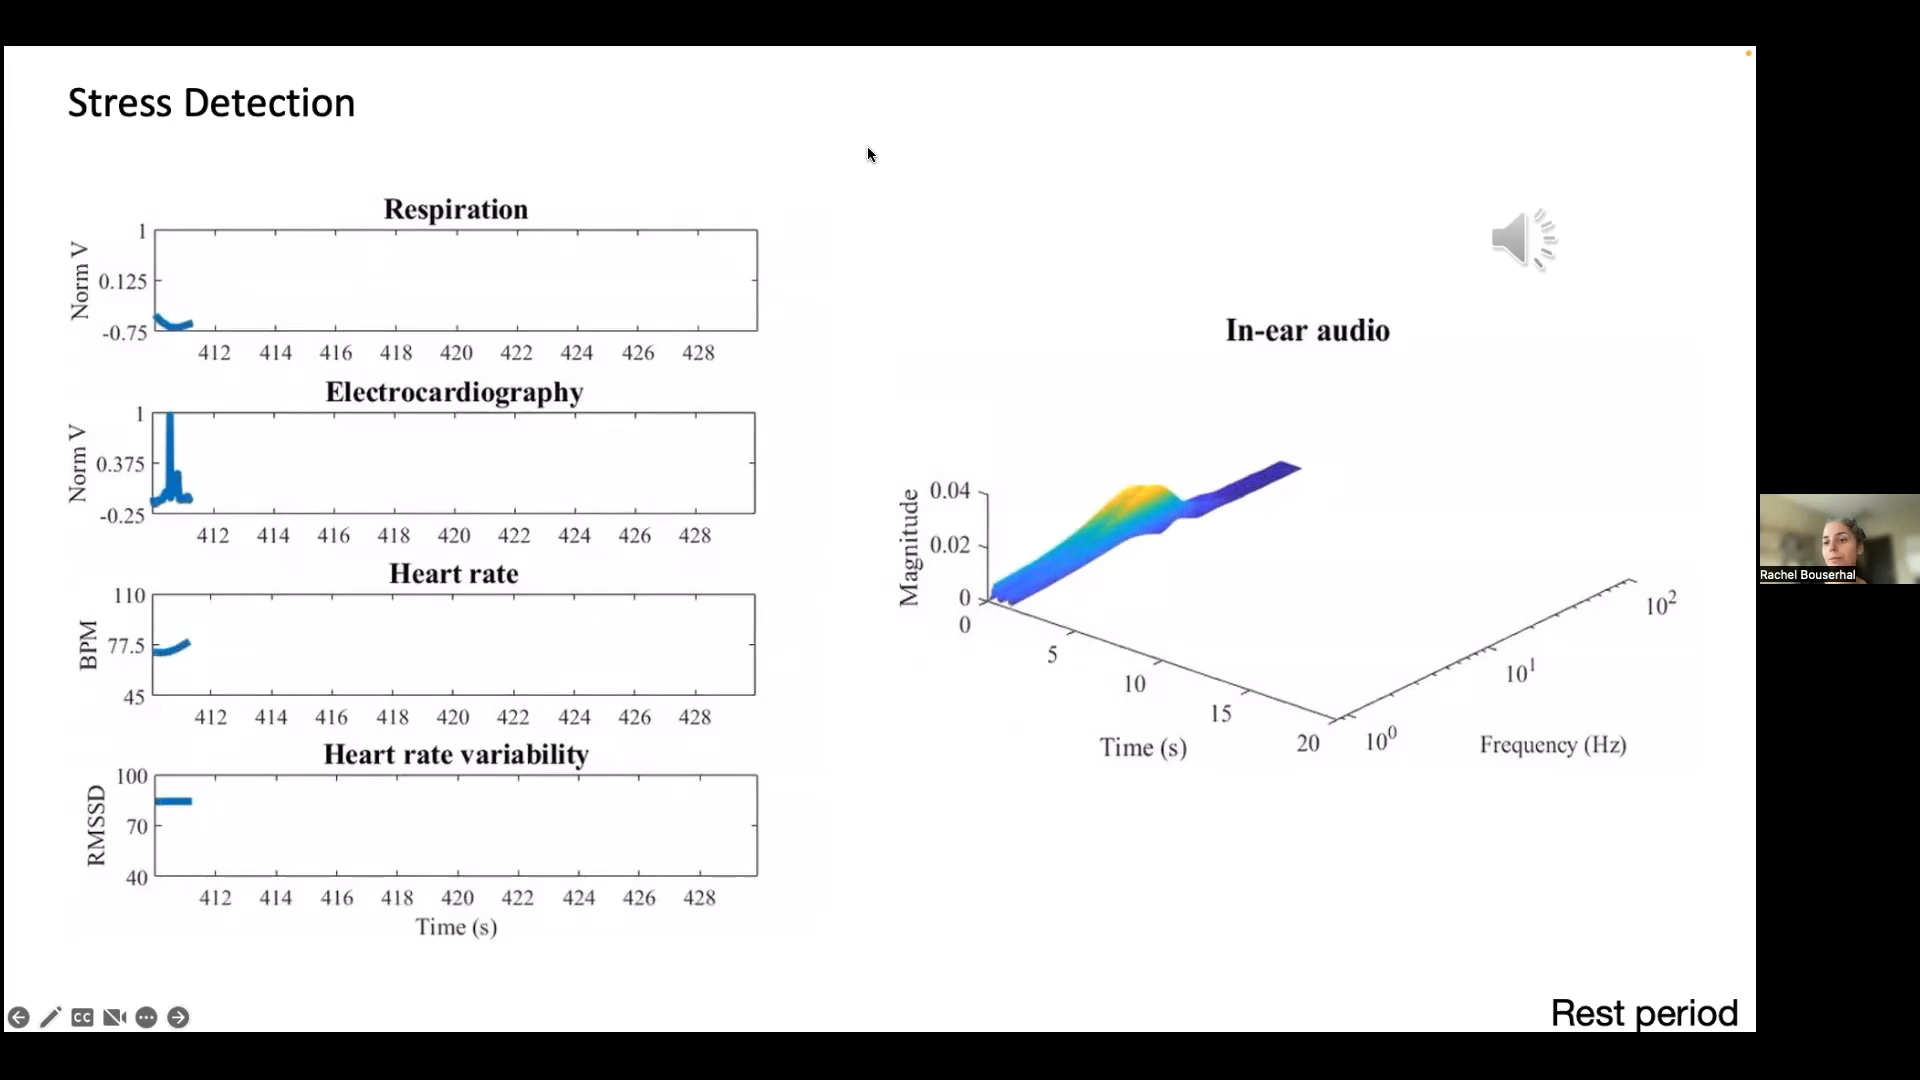 Stress Detection
Respiration
Norm V
1
0.125
-0.75
412 414 416 418 420 422 424 426 428
Electrocardiography
Norm V
1
0.375
-0.25
412 414 416 418 420 422 424 426 428
Heart rate
BPM
110
77.5
45
412 414 416 418 420 422 424 426 428
Heart rate variability
RMSSD
100
70
40
412 414 416 418 420 422 424 426 428
Time (s)
In-ear audio
Magnitude
0.04
0.02
0
0
5
10
15
20
Time (s)
10^0
10^1
10^2
Frequency (Hz)
Rachel Bouserhal
CC
Rest period